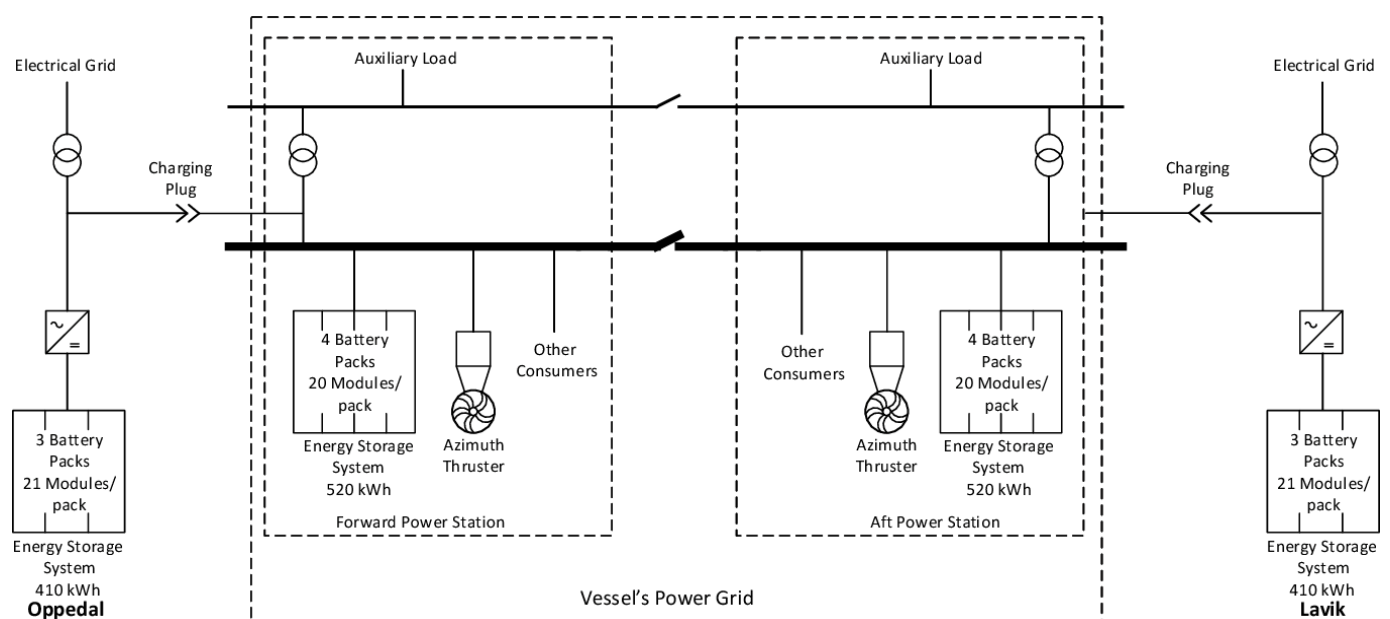 Electrical Grid
Charging
Plug
3 Battery
Packs
21 Modules/
pack
Energy Storage
System
410 kWh
Oppedal
Auxiliary Load
4 Battery
Packs
20 Modules/
pack
Energy Storage
System
520 kWh
Azimuth
Thruster
Other
Consumers
Forward Power Station
Auxiliary Load
Other
Consumers
Azimuth
Thruster
4 Battery
Packs
20 Modules/
pack
Energy Storage
System
520 kWh
Aft Power Station
Vessel's Power Grid
Electrical Grid
Charging
Plug
3 Battery
Packs
21 Modules/
pack
Energy Storage
System
410 kWh
Lavik